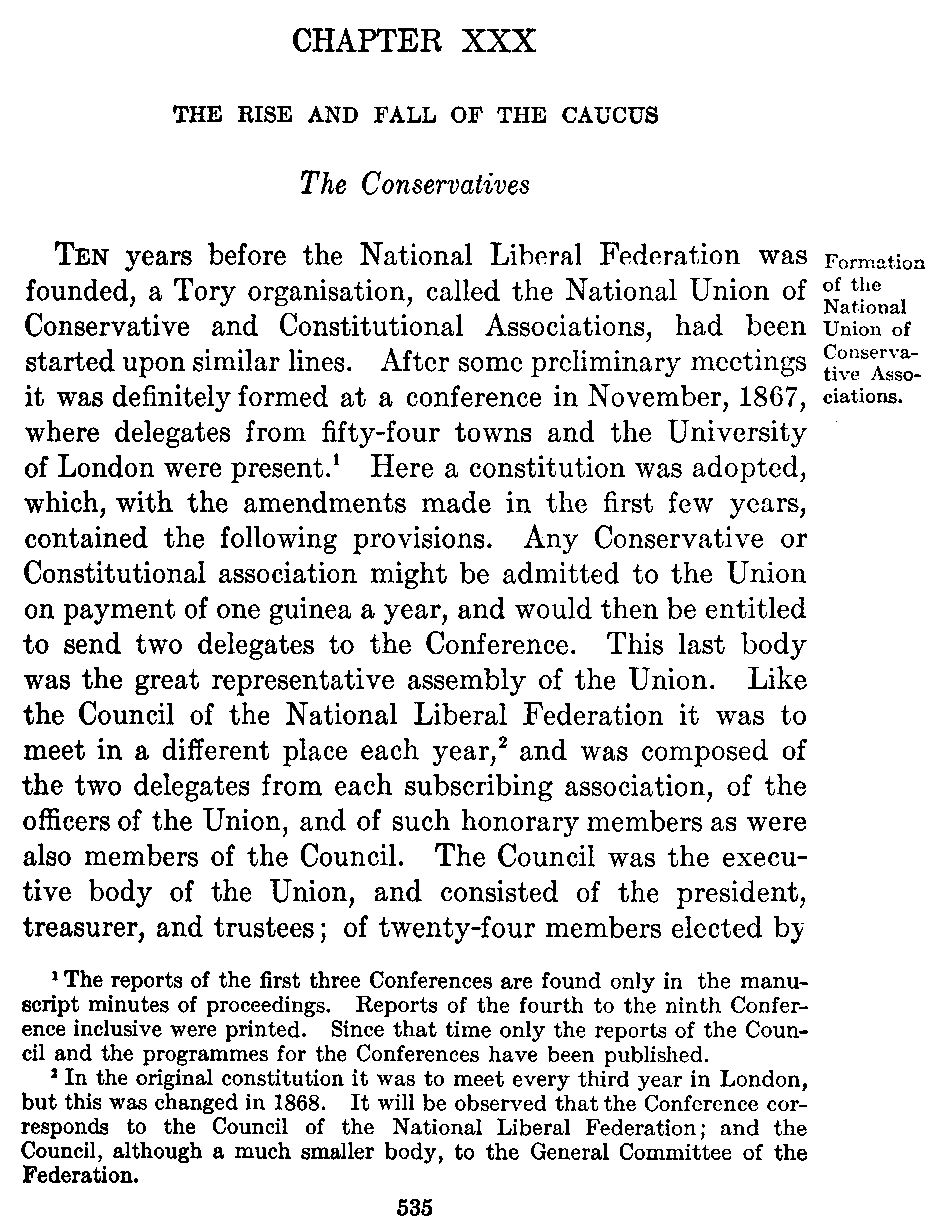 CHAPTER XXX
THE RISE AND FALL OF THE CAUCUS
The Conservatives
TEN years before the National Liberal Federation was
founded, a Tory organisation, called the National Union of
Conservative and Constitutional Associations, had been
started upon similar lines. After some preliminary meetings
it was definitely formed at a conference in November, 1867,
where delegates from fifty-four towns and the University
of London were present.¹ Here a constitution was adopted,
which, with the amendments made in the first few years,
contained the following provisions. Any Conservative or
Constitutional association might be admitted to the Union
on payment of one guinea a year, and would then be entitled
to send two delegates to the Conference. This last body
was the great representative assembly of the Union. Like
the Council of the National Liberal Federation it was to
meet in a different place each year,² and was composed of
the two delegates from each subscribing association, of the
officers of the Union, and of such honorary members as were
also members of the Council. The Council was the execu-
tive body of the Union, and consisted of the president,
treasurer, and trustees; of twenty-four members elected by
Formation
of the
National
Union of
Conserva-
tive Asso-
ciations.
¹ The reports of the first three Conferences are found only in the manu-
script minutes of proceedings. Reports of the fourth to the ninth Confer-
ence inclusive were printed. Since that time only the reports of the Coun-
cil and the programmes for the Conferences have been published.
² In the original constitution it was to meet every third year in London,
but this was changed in 1868. It will be observed that the Conference cor-
responds to the Council of the National Liberal Federation; and the
Council, although a much smaller body, to the General Committee of the
Federation.
535